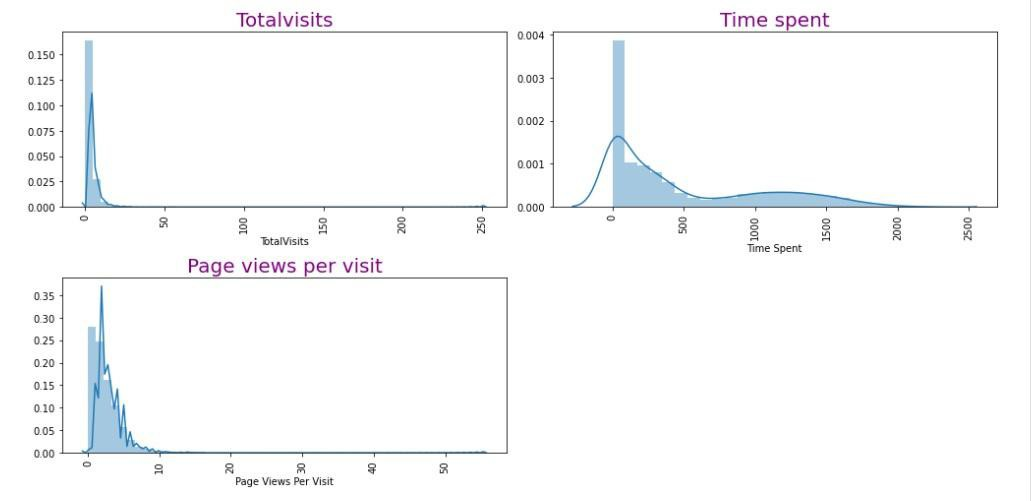 Totalvisits
0.150
0.125
0.100
0.075
0.050
0.025
0.000
0 50 100 150 200 250
TotalVisits
Time spent
0.004
0.003
0.002
0.001
0.000
0 500 1000 1500 2000 2500
Time Spent
Page views per visit
0.35
0.30
0.25
0.20
0.15
0.10
0.05
0.00
0 10 20 30 40 50
Page Views Per Visit